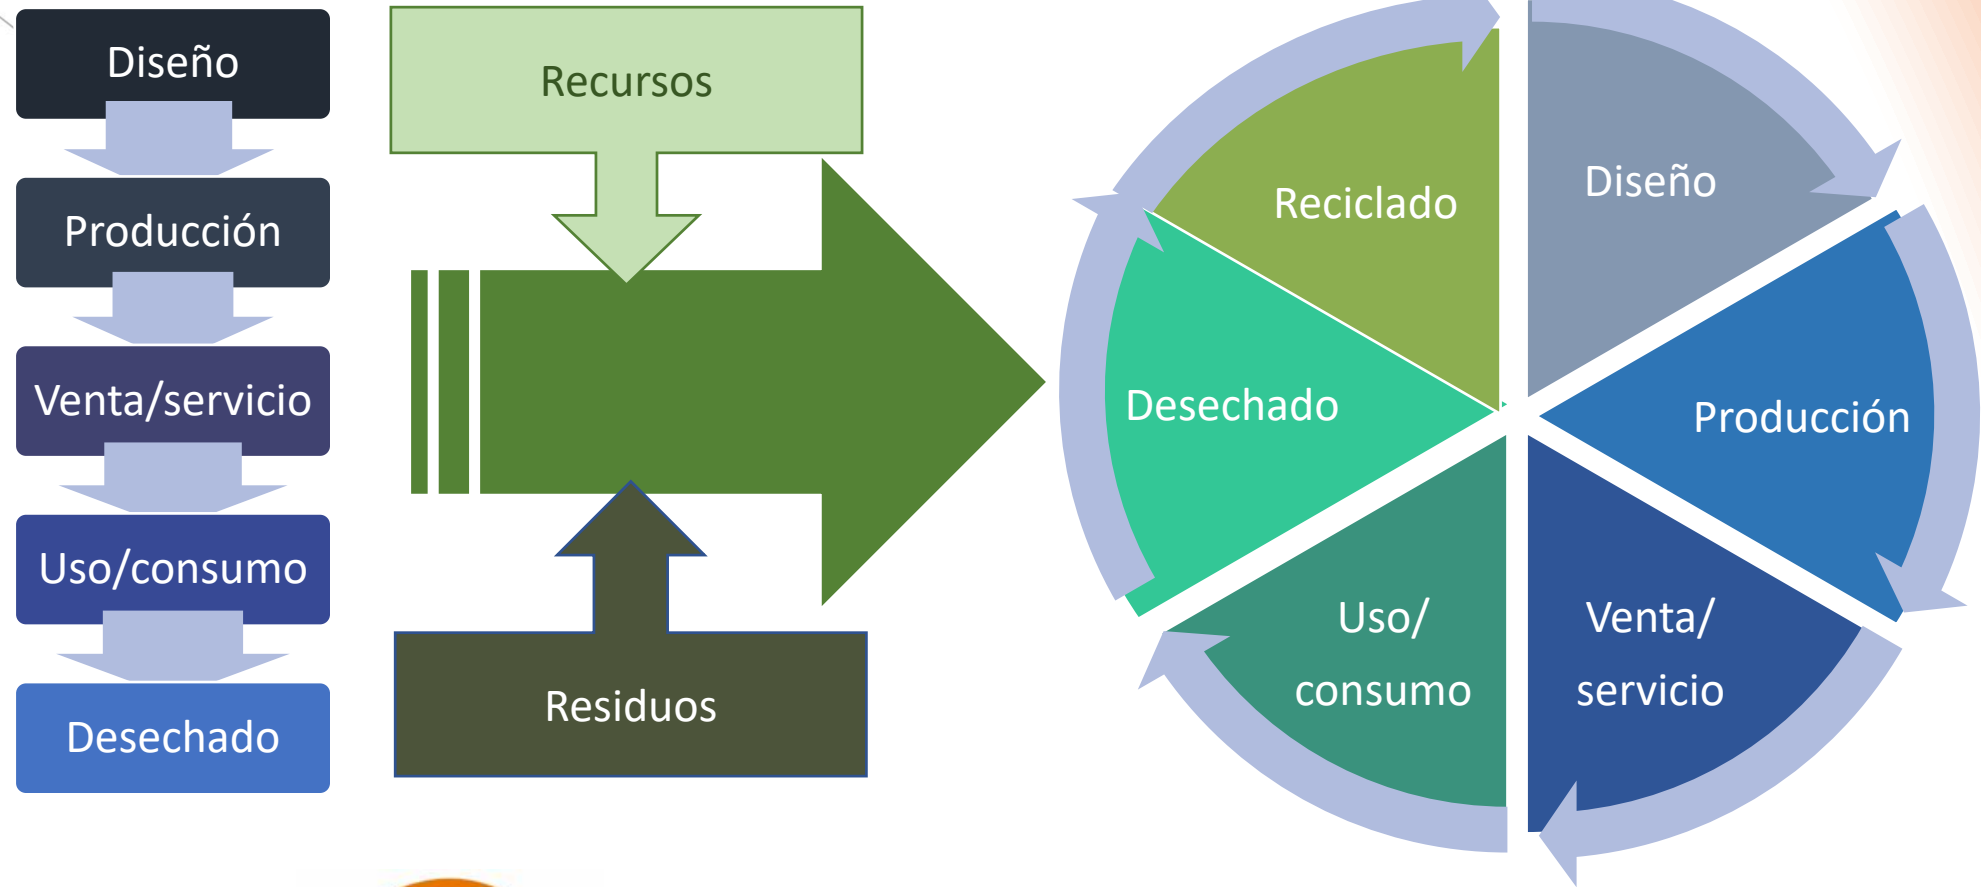 Diseño
Producción
Venta/servicio
Uso/consumo
Desechado
Recursos
Residuos
Diseño
Producción
Venta/
servicio
Uso/
consumo
Desechado
Reciclado